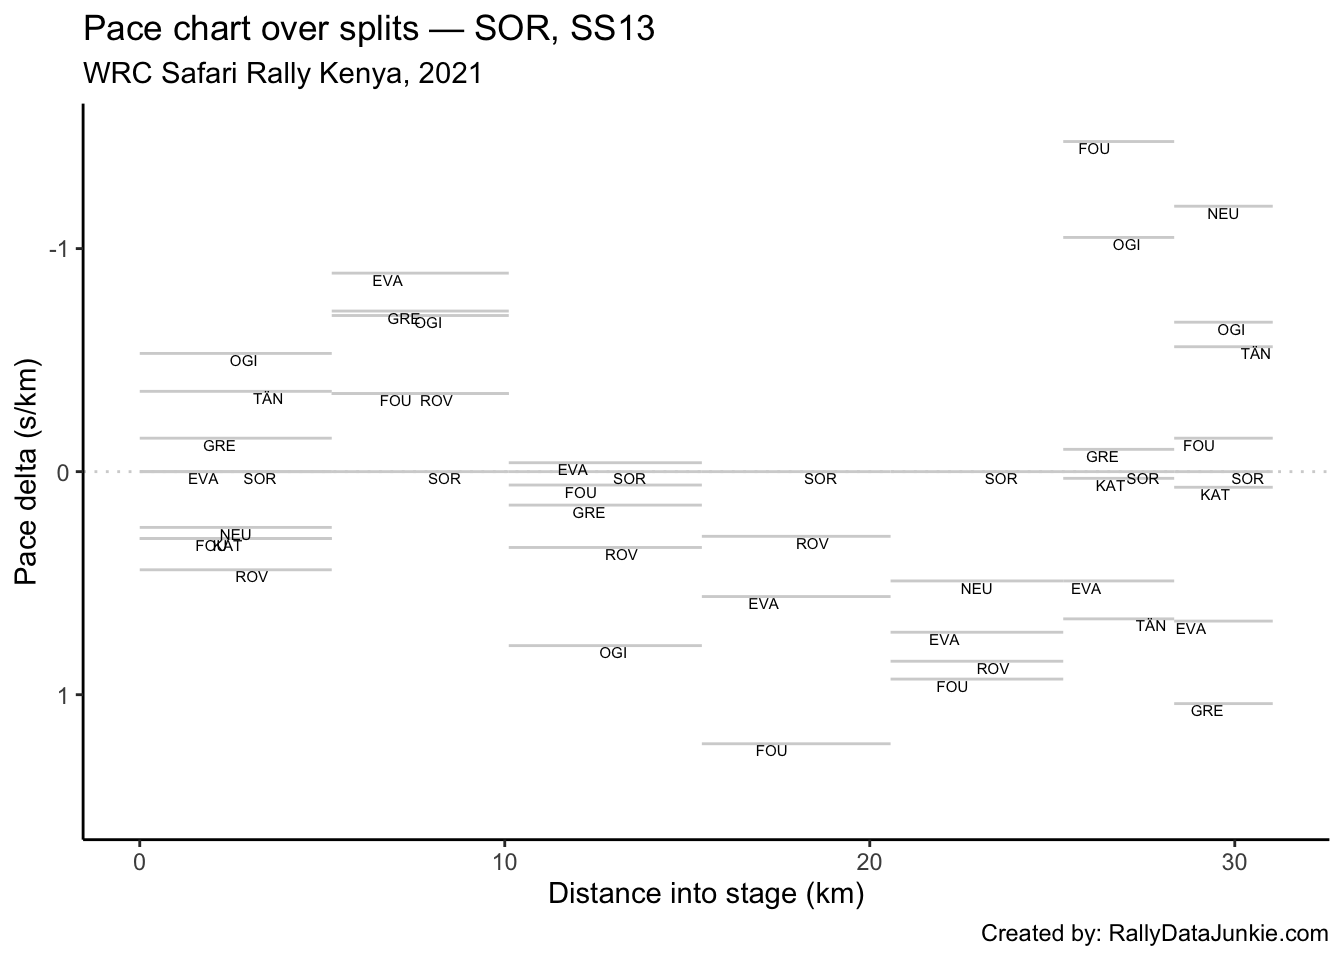 Pace chart over splits — SOR, SS13
WRC Safari Rally Kenya, 2021
FOU
NEU
OGI
-1
EVA
GRE
OGI
OGI
TÄN
OGI
TÄN
FOU ROV
GRE
GRE
FOU
0
EVA SOR
SOR
EVA
SOR
SOR
SOR
KAT
SOR
SOR
FOU
KAT
GRE
NEU
FOU
KAT
ROV
ROV
ROV
EVA
NEU
EVA
EVA
TÄN
EVA
OGI
ROV
1
FOU
GRE
FOU
0
10
20
30
Pace delta (s/km)
Distance into stage (km)
Created by: RallyDataJunkie.com